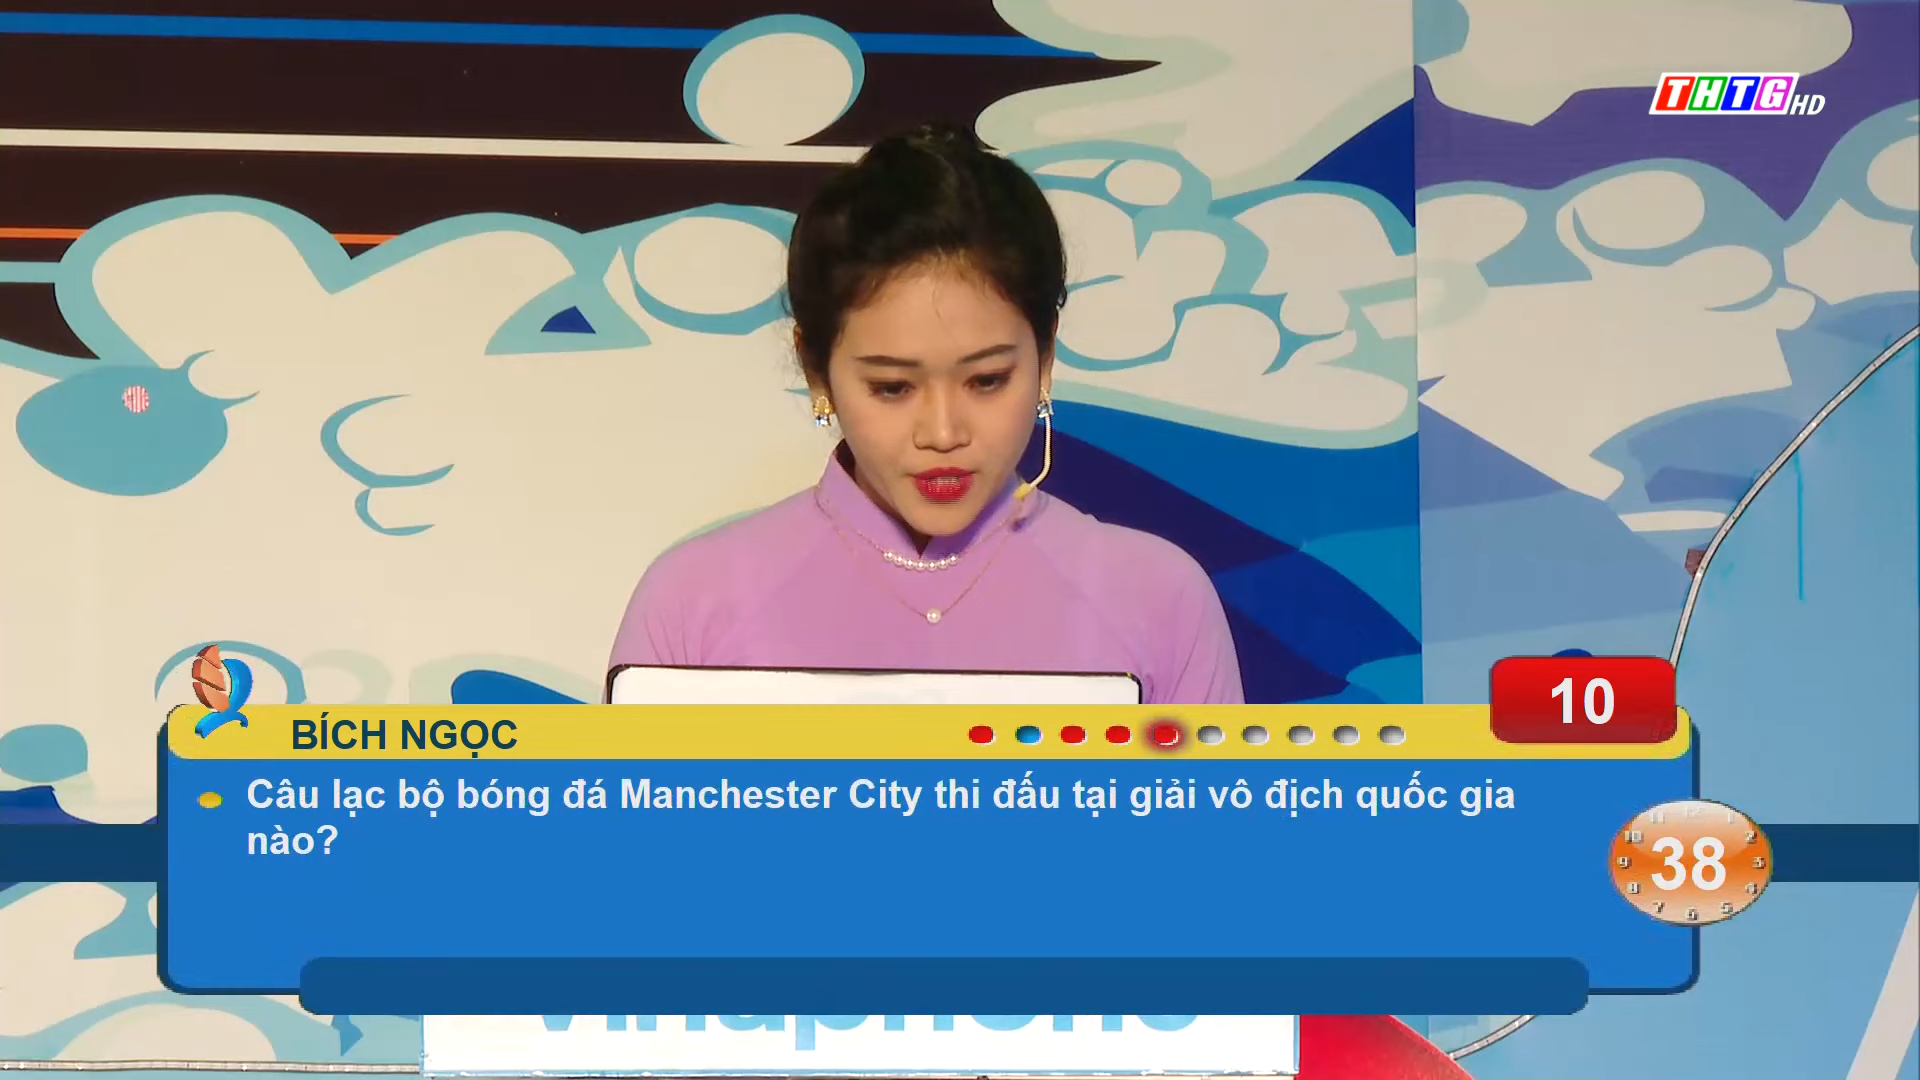 THTG HD
10
BÍCH NGỌC
Câu lạc bộ bóng đá Manchester City thi đấu tại giải vô địch quốc gia
nào?
38
vinaphone